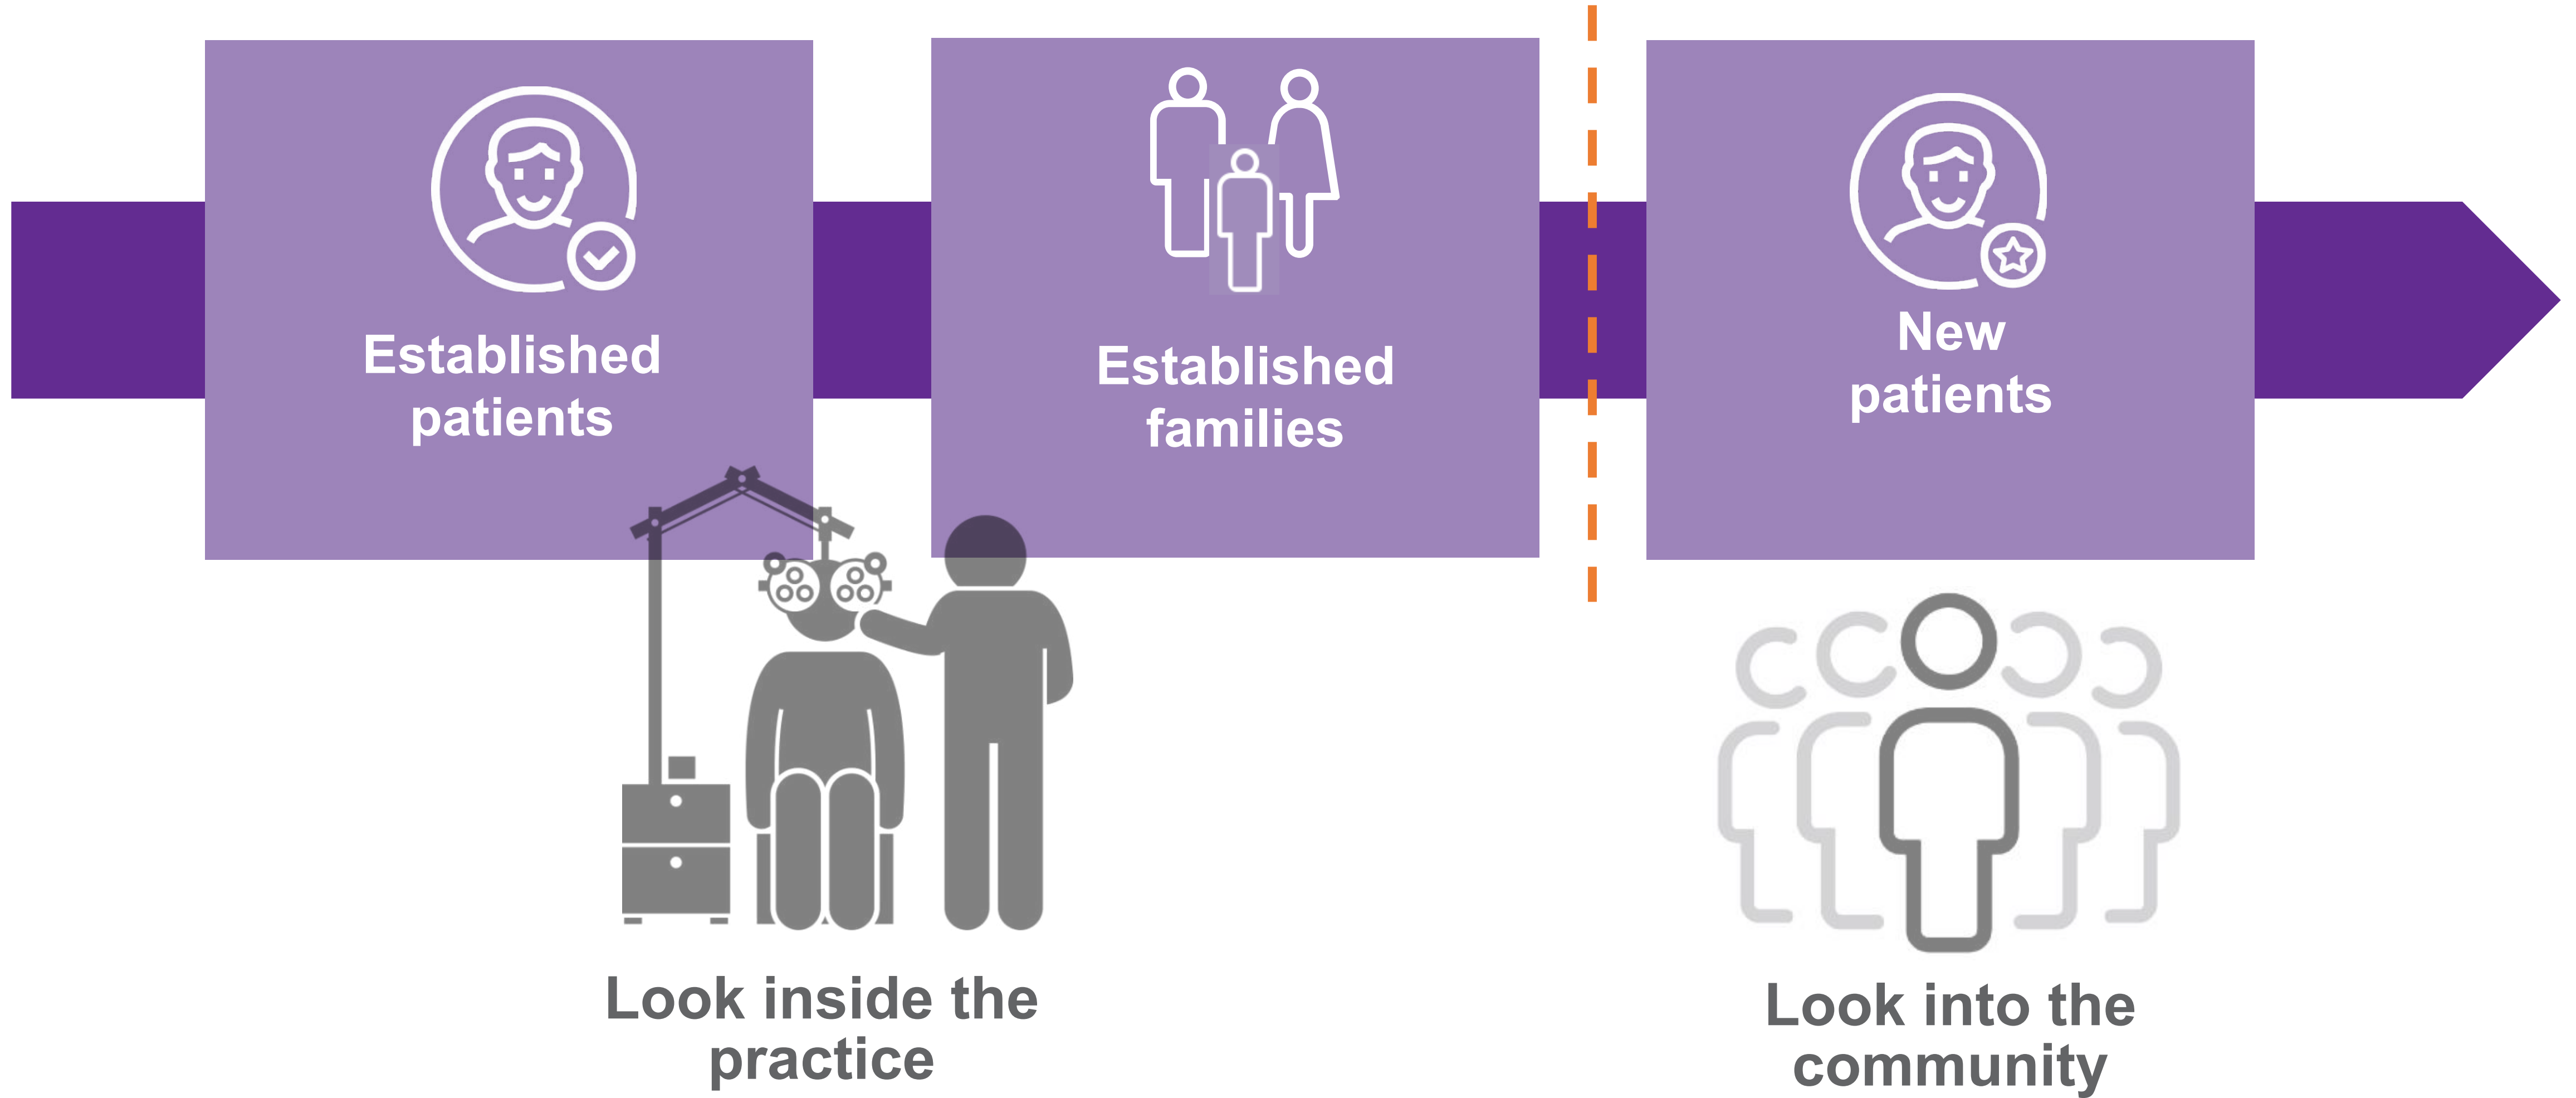 Established
patients
Established
families
New
patients
Look inside the
practice
Look into the
community